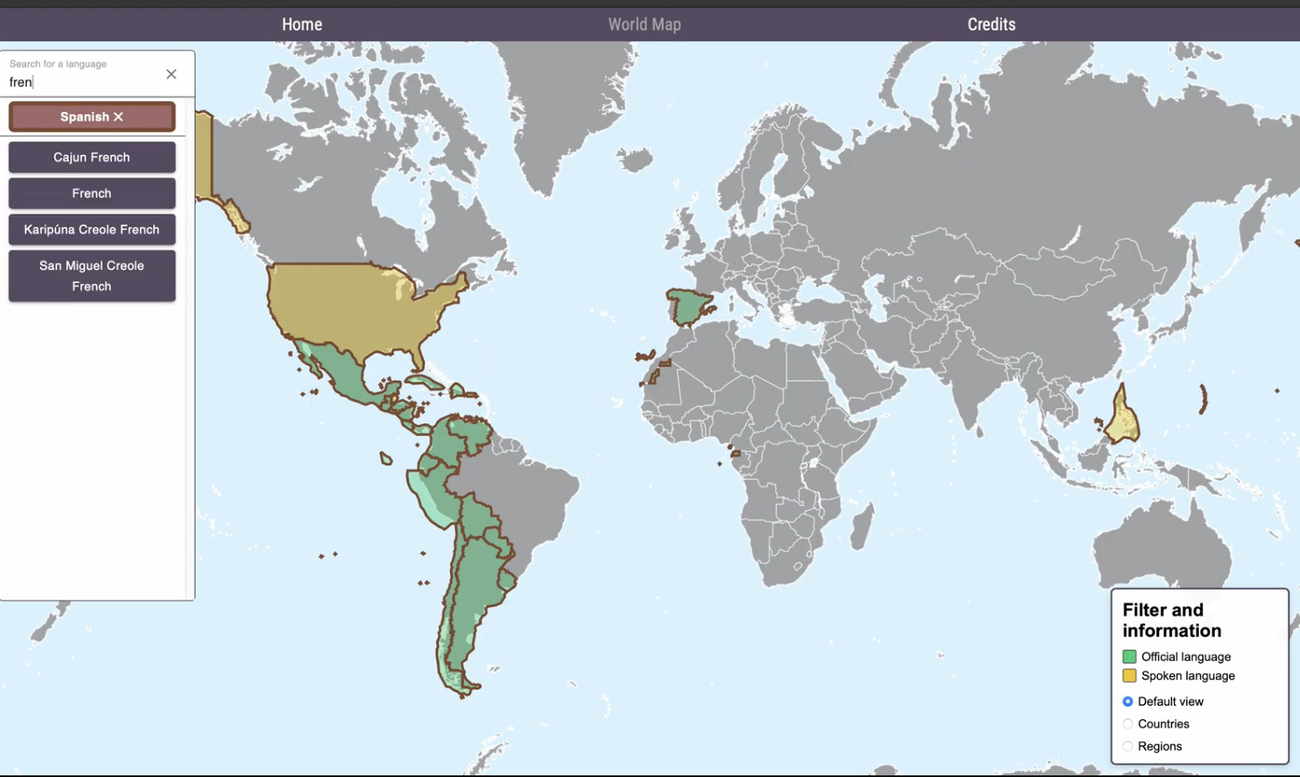 Home
World Map
Credits
Search for a language
fren
Spanish ✕
Cajun French
French
Karipúna Creole French
San Miguel Creole
French
Filter and
information
Official language
Spoken language
Default view
Countries
Regions